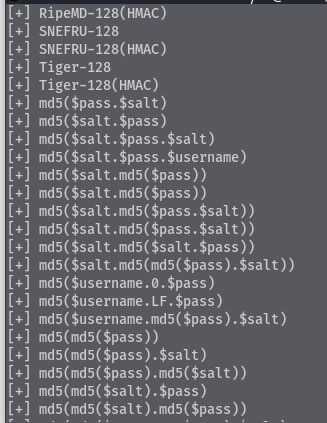 [+] RipeMD-128(HMAC)
[+] SNEFRU-128
[+] SNEFRU-128(HMAC)
[+] Tiger-128
[+] Tiger-128(HMAC)
[+] md5($pass.$salt)
[+] md5($salt.$pass)
[+] md5($salt.$pass.$salt)
[+] md5($salt.$pass.$username)
[+] md5($salt.md5($pass))
[+] md5($salt.md5($pass))
[+] md5($salt.md5($pass.$salt))
[+] md5($salt.md5($pass.$salt))
[+] md5($salt.md5($salt.$pass))
[+] md5($salt.md5(md5($pass).$salt))
[+] md5($username.0.$pass)
[+] md5($username.LF.$pass)
[+] md5($username.md5($pass).$salt)
[+] md5(md5($pass))
[+] md5(md5($pass).$salt)
[+] md5(md5($pass).md5($salt))
[+] md5(md5($salt).$pass)
[+] md5(md5($salt).md5($pass))